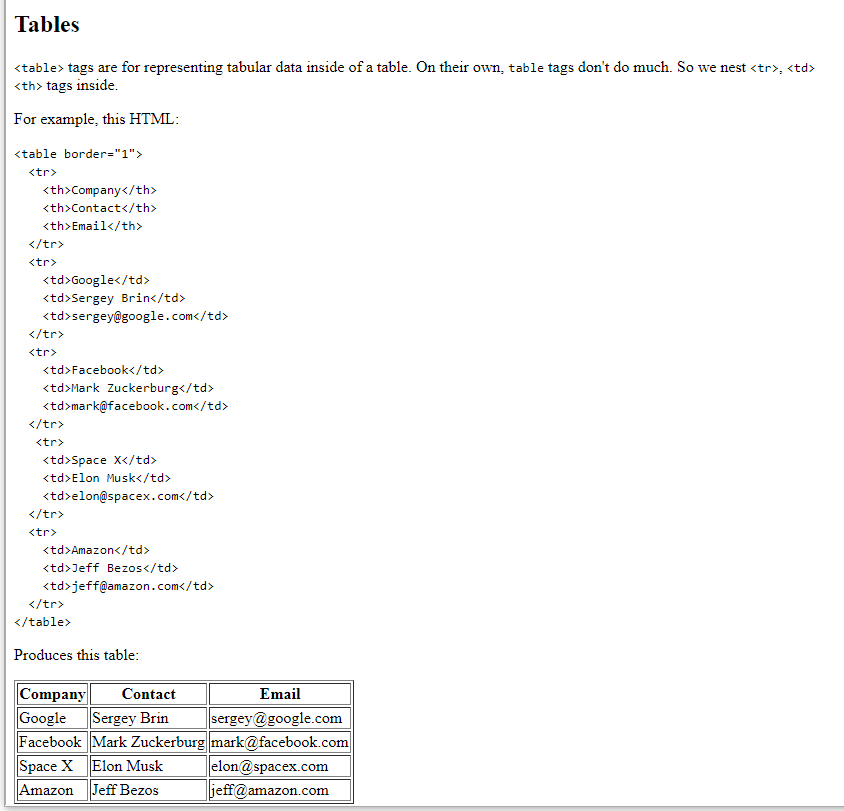 Tables
<table> tags are for representing tabular data inside of a table. On their own, table tags don't do much. So we nest <tr>, <td>
<th> tags inside.
For example, this HTML:
<table border="1">
  <tr>
    <th>Company</th>
    <th>Contact</th>
    <th>Email</th>
  </tr>
  <tr>
    <td>Google</td>
    <td>Sergey Brin</td>
    <td>sergey@google.com</td>
  </tr>
  <tr>
    <td>Facebook</td>
    <td>Mark Zuckerburg</td>
    <td>mark@facebook.com</td>
  </tr>
   <tr>
    <td>Space X</td>
    <td>Elon Musk</td>
    <td>elon@spacex.com</td>
  </tr>
  <tr>
    <td>Amazon</td>
    <td>Jeff Bezos</td>
    <td>jeff@amazon.com</td>
  </tr>
</table>
Produces this table:
Company Contact Email
Google Sergey Brin sergey@google.com
Facebook Mark Zuckerburg mark@facebook.com
Space X Elon Musk elon@spacex.com
Amazon Jeff Bezos jeff@amazon.com